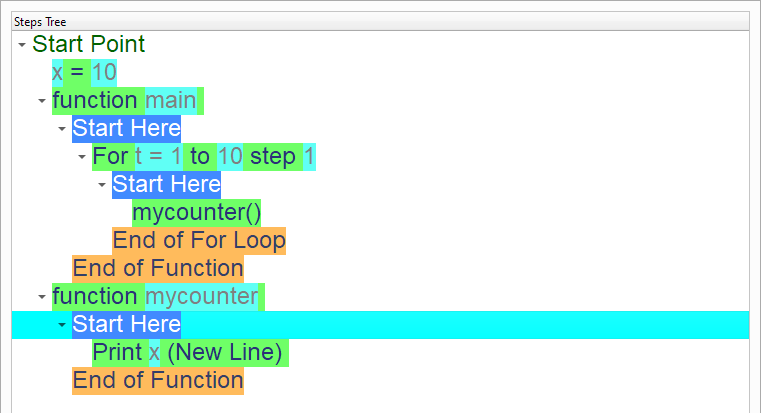 Steps Tree
Start Point
x = 10
function main
Start Here
For t = 1 to 10 step 1
Start Here
mycounter()
End of For Loop
End of Function
function mycounter
Start Here
Print x (New Line)
End of Function